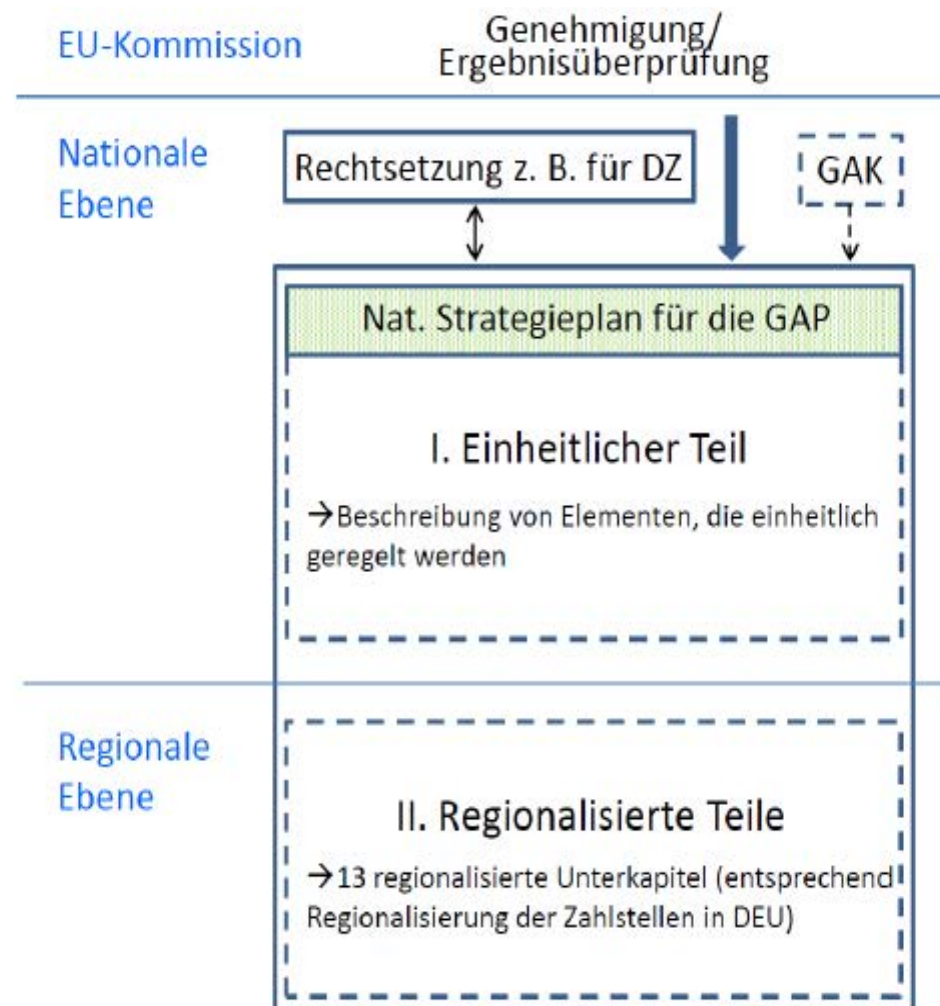 EU-Kommission
Genehmigung/
Ergebnisüberprüfung
Nationale
Ebene
Rechtsetzung z. B. für DZ
GAK
Nat. Strategieplan für die GAP
I. Einheitlicher Teil
→Beschreibung von Elementen, die einheitlich
geregelt werden
Regionale
Ebene
II. Regionalisierte Teile
→13 regionalisierte Unterkapitel (entsprechend
Regionalisierung der Zahlstellen in DEU)